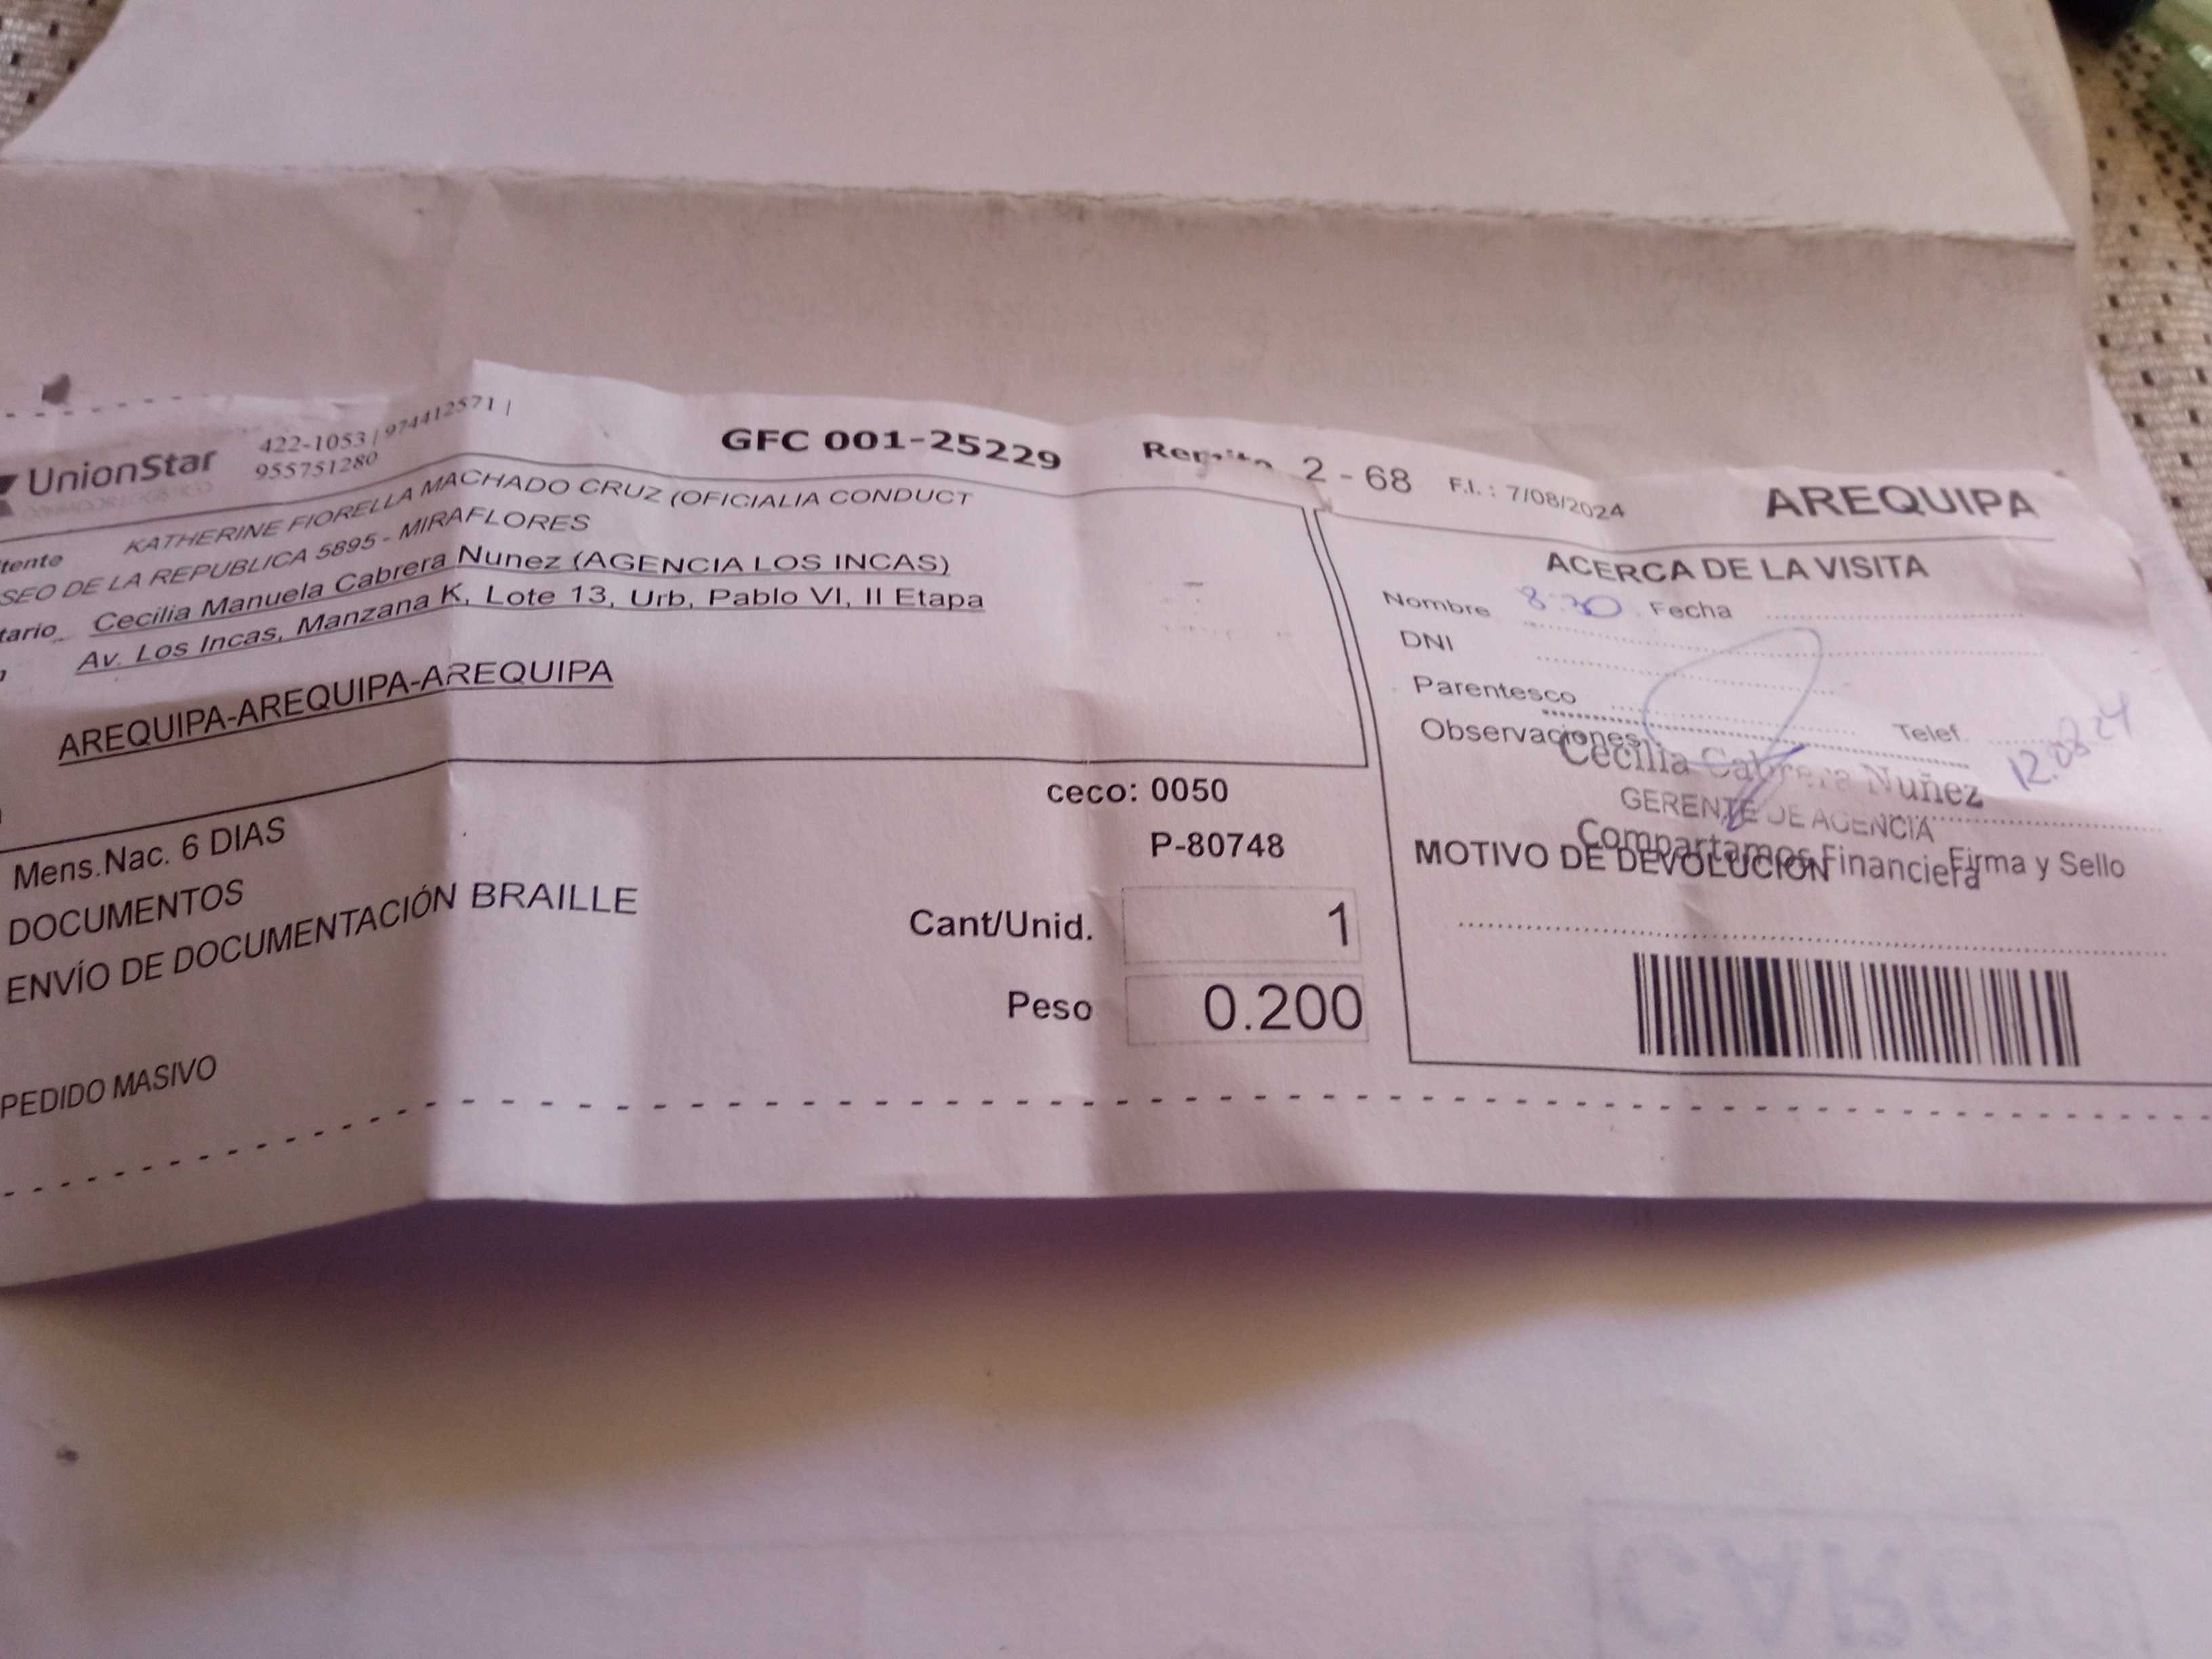 UnionStar 422-1053 | 974412571 |
955751280
GFC 001-25229 Remito 2 - 68 F.I. : 7/08/2024 AREQUIPA
tente KATHERINE FIORELLA MACHADO CRUZ (OFICIALIA CONDUCT
SEO DE LA REPUBLICA 5895 - MIRAFLORES
tario Cecilia Manuela Cabrera Nunez (AGENCIA LOS INCAS)
Av. Los Incas, Manzana K, Lote 13, Urb, Pablo VI, II Etapa
AREQUIPA-AREQUIPA-AREQUIPA
Mens.Nac. 6 DIAS
DOCUMENTOS
ENVÍO DE DOCUMENTACIÓN BRAILLE
PEDIDO MASIVO
ceco: 0050
P-80748
Cant/Unid. 1
Peso 0.200
ACERCA DE LA VISITA
Nombre 8:30 Fecha
DNI
Parentesco
Telef.
Observaciones
12.08.24
Cecilia Cabrera Nuñez
GERENTE DE AGENCIA
Compartamos Financiera
Firma y Sello
MOTIVO DE DEVOLUCION